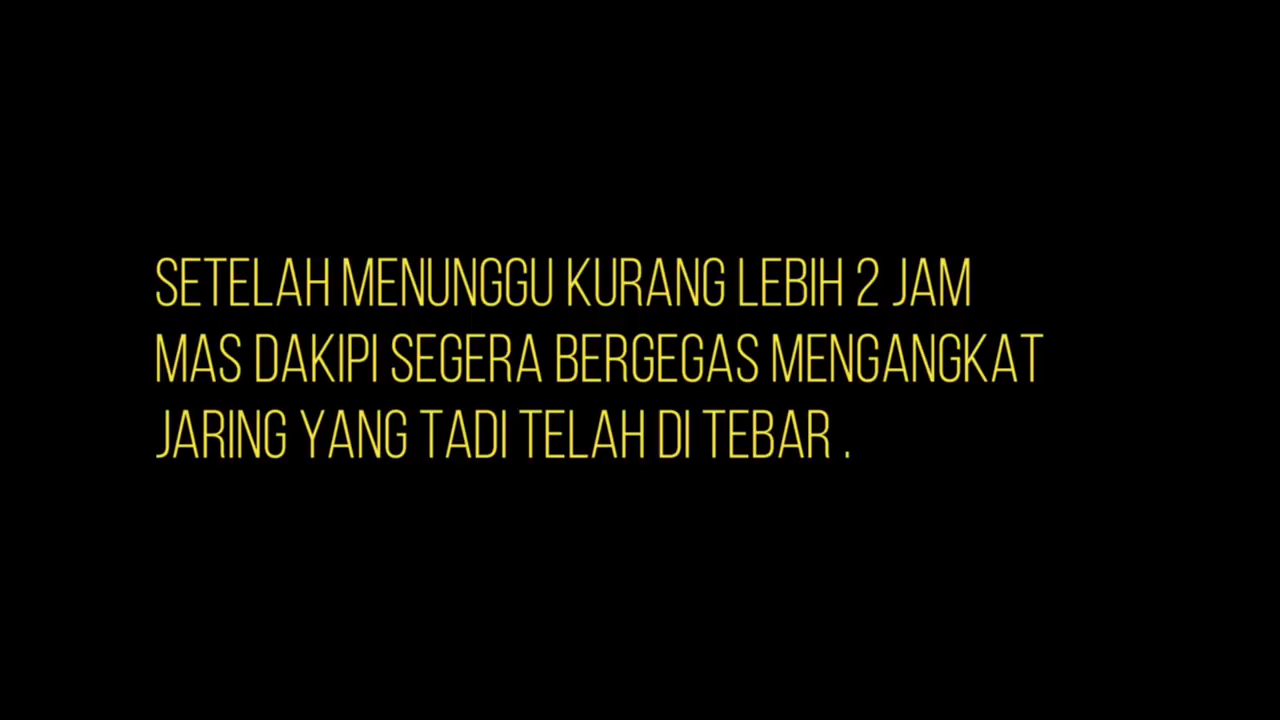 SETELAH MENUNGGU KURANG LEBIH 2 JAM
MAS DAKIPI SEGERA BERGEGAS MENGANGKAT
JARING YANG TADI TELAH DI TEBAR .